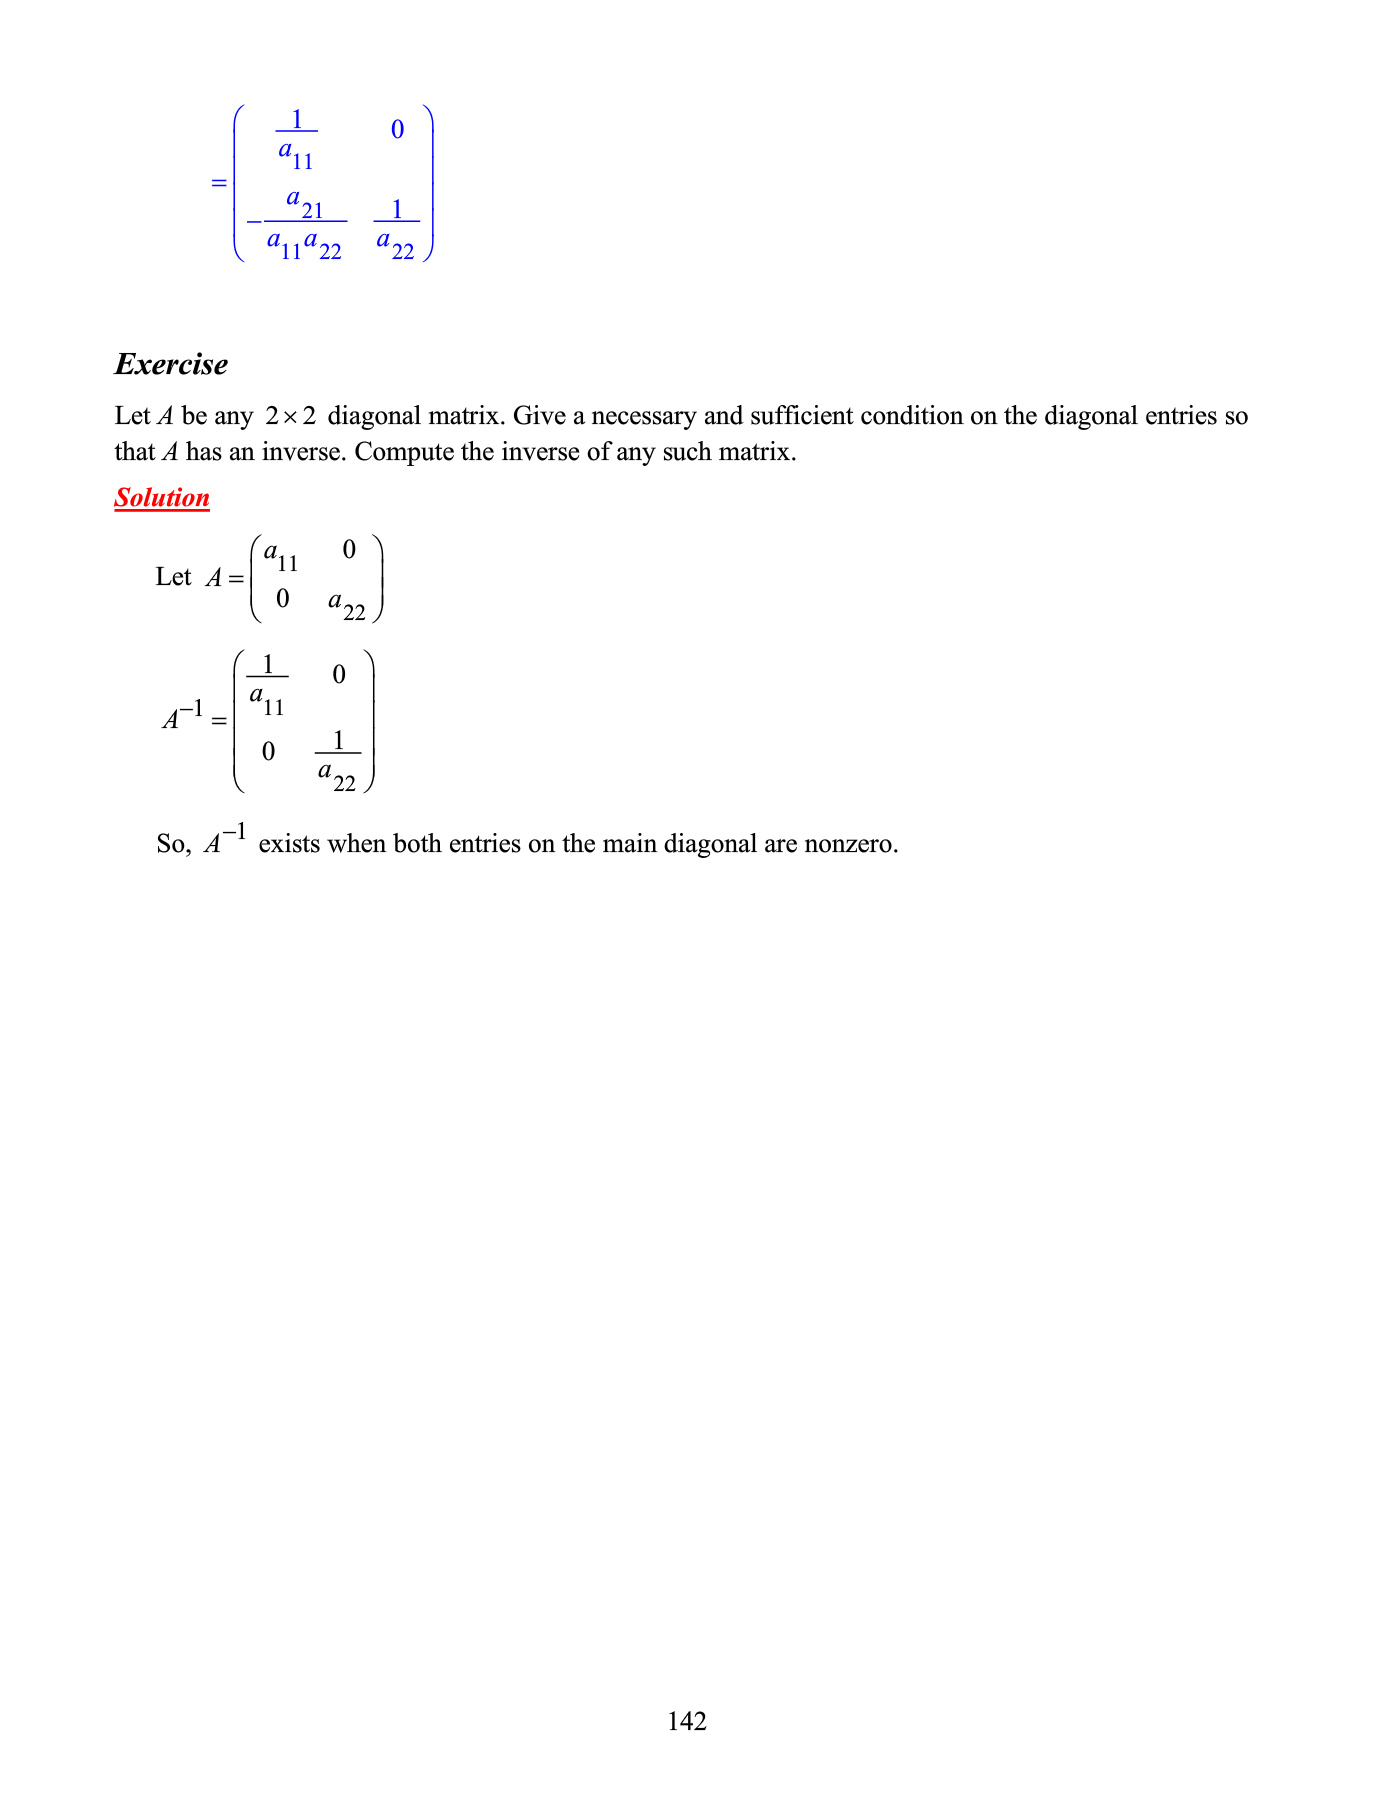 = \begin{pmatrix} \frac{1}{a_{11}} & 0 \\ -\frac{a_{21}}{a_{11}a_{22}} & \frac{1}{a_{22}} \end{pmatrix}
Exercise
Let A be any 2×2 diagonal matrix. Give a necessary and sufficient condition on the diagonal entries so
that A has an inverse. Compute the inverse of any such matrix.
Solution
Let A = \begin{pmatrix} a_{11} & 0 \\ 0 & a_{22} \end{pmatrix}
A^{-1} = \begin{pmatrix} \frac{1}{a_{11}} & 0 \\ 0 & \frac{1}{a_{22}} \end{pmatrix}
So, A^{-1} exists when both entries on the main diagonal are nonzero.
142